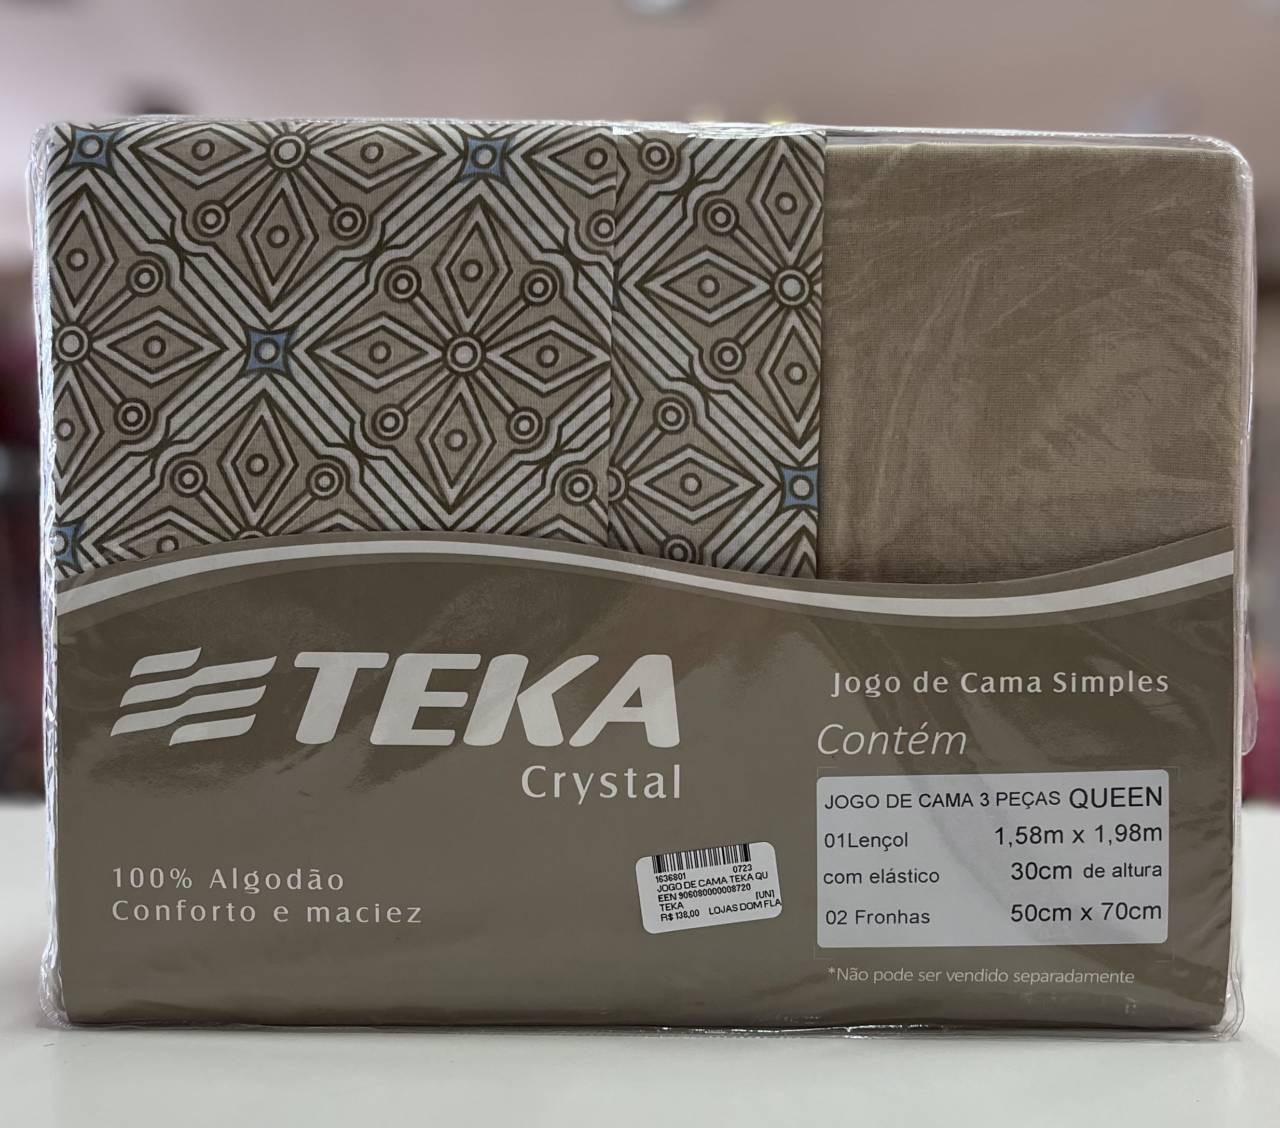 TEKA
Crystal
100% Algodão
Conforto e maciez
1636801 0723
JOGO DE CAMA TEKA QU
EEN 906080000008720
TEKA [UN]
R$ 138,00 LOJAS DOM FLA
Jogo de Cama Simples
Contém
JOGO DE CAMA 3 PEÇAS QUEEN
01Lençol 1,58m x 1,98m
com elástico 30cm de altura
02 Fronhas 50cm x 70cm
*Não pode ser vendido separadamente